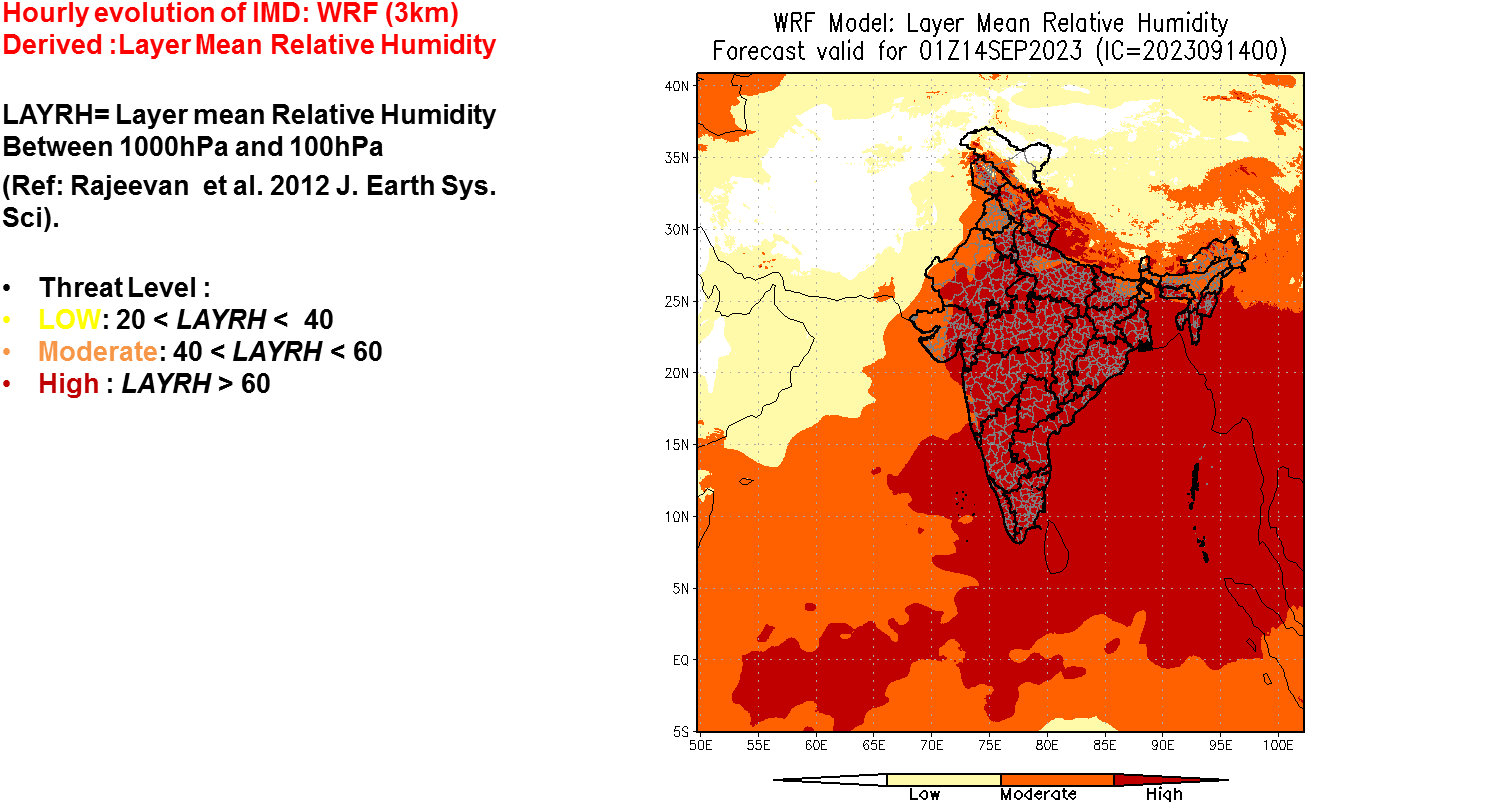 Hourly evolution of IMD: WRF (3km)
Derived :Layer Mean Relative Humidity
LAYRH= Layer mean Relative Humidity
Between 1000hPa and 100hPa
(Ref: Rajeevan et al. 2012 J. Earth Sys.
Sci).
• Threat Level :
• LOW: 20 < LAYRH < 40
• Moderate: 40 < LAYRH < 60
• High : LAYRH > 60
WRF Model: Layer Mean Relative Humidity
Forecast valid for 01Z14SEP2023 (IC=2023091400)
40N
35N
30N
25N
20N
15N
10N
5N
EQ
5S
50E 55E 60E 65E 70E 75E 80E 85E 90E 95E 100E
Low Moderate High